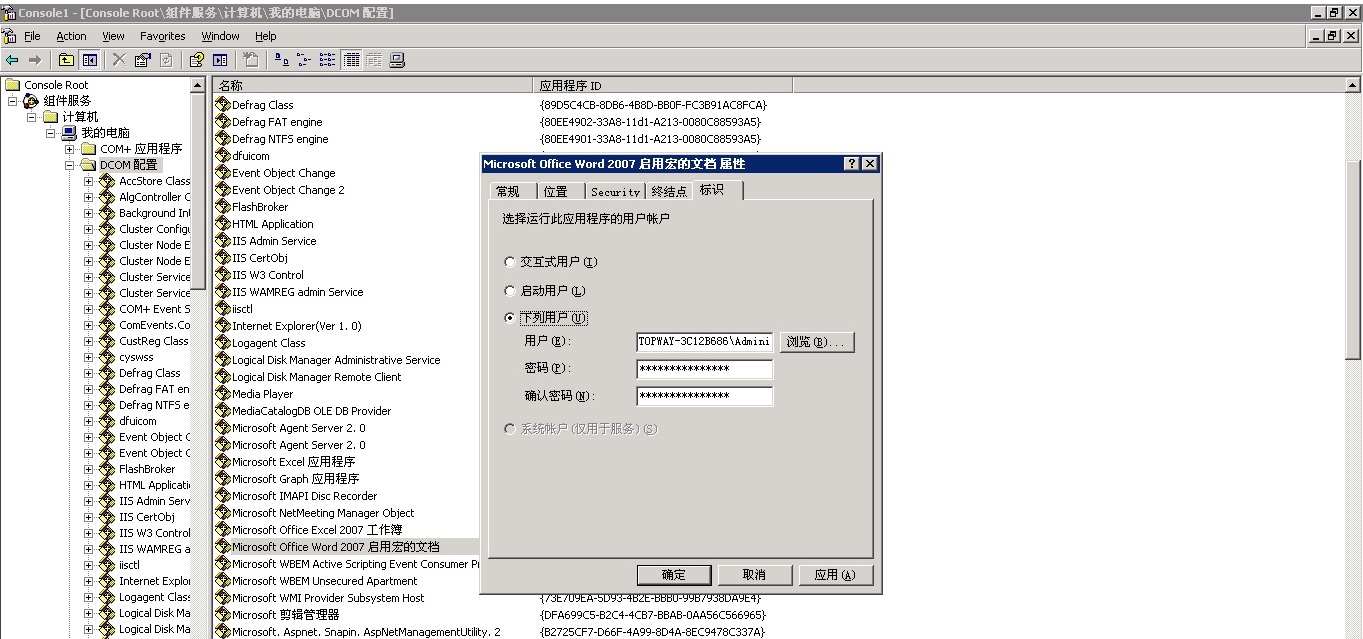 Console1 - [Console Root\组件服务\计算机\我的电脑\DCOM 配置]
File Action View Favorites Window Help
Console Root
组件服务
计算机
我的电脑
COM+ 应用程序
DCOM 配置
AccStore Class
AlgController C
Background Int
Cluster Configu
Cluster Node E
Cluster Node E
Cluster Service
Cluster Service
COM+ Event S
ComEvents.Co
CustReg Class
cyswss
Defrag Class
Defrag FAT en
Defrag NTFS e
dfuicom
Event Object C
Event Object C
FlashBroker
HTML Applicati
IIS Admin Serv
IIS CertObj
IIS W3 Control
IIS WAMREG a
iisctl
Internet Explor
Logagent Class
Logical Disk Ma
Logical Disk Ma
名称 应用程序 ID
Defrag Class {89D5C4CB-8DB6-4B8D-BB0F-FC3B91AC8FCA}
Defrag FAT engine {80EE4902-33A8-11d1-A213-0080C88593A5}
Defrag NTFS engine {80EE4901-33A8-11d1-A213-0080C88593A5}
dfuicom
Event Object Change
Event Object Change 2
FlashBroker
HTML Application
IIS Admin Service
IIS CertObj
IIS W3 Control
IIS WAMREG admin Service
iisctl
Internet Explorer(Ver 1.0)
Logagent Class
Logical Disk Manager Administrative Service
Logical Disk Manager Remote Client
Media Player
MediaCatalogDB OLE DB Provider
Microsoft Agent Server 2.0
Microsoft Agent Server 2.0
Microsoft Excel 应用程序
Microsoft Graph 应用程序
Microsoft IMAPI Disc Recorder
Microsoft NetMeeting Manager Object
Microsoft Office Excel 2007 工作簿
Microsoft Office Word 2007 启用宏的文档
Microsoft WBEM Active Scripting Event Consumer Pr
Microsoft WBEM Unsecured Apartment
Microsoft WMI Provider Subsystem Host {73E709EA-5D93-4B2E-BBB0-99B7938DA9E4}
Microsoft 剪辑管理器 {DFA699C5-B2C4-4CB7-BBAB-0AA56C566965}
Microsoft.Aspnet.Snapin.AspNetManagementUtility.2 {B2725CF7-D66F-4A99-8D4A-8EC9478C337A}
Microsoft Office Word 2007 启用宏的文档 属性
常规 位置 Security 终结点 标识
选择运行此应用程序的用户帐户
交互式用户(I)
启动用户(L)
下列用户(U)
用户(E): TOPWAY-3C12B686\Admini 浏览(B)...
密码(P): ***************
确认密码(N): ***************
系统帐户(仅用于服务)(S)
确定 取消 应用(A)